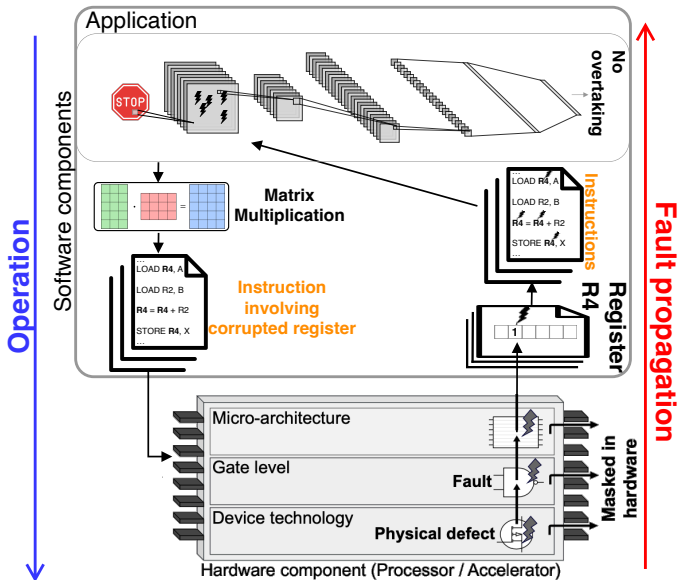 Application
STOP
No
overtaking
Software components
Operation
Fault propagation
Matrix
Multiplication
...
LOAD R4, A
LOAD R2, B
R4 = R4 + R2
STORE R4, X
...
Instruction
involving
corrupted register
...
LOAD R4, A
LOAD R2, B
R4 = R4 + R2
STORE R4, X
...
Instructions
Register
R4
1
Micro-architecture
Gate level
Fault
Device technology
Physical defect
Masked in
hardware
Hardware component (Processor / Accelerator)